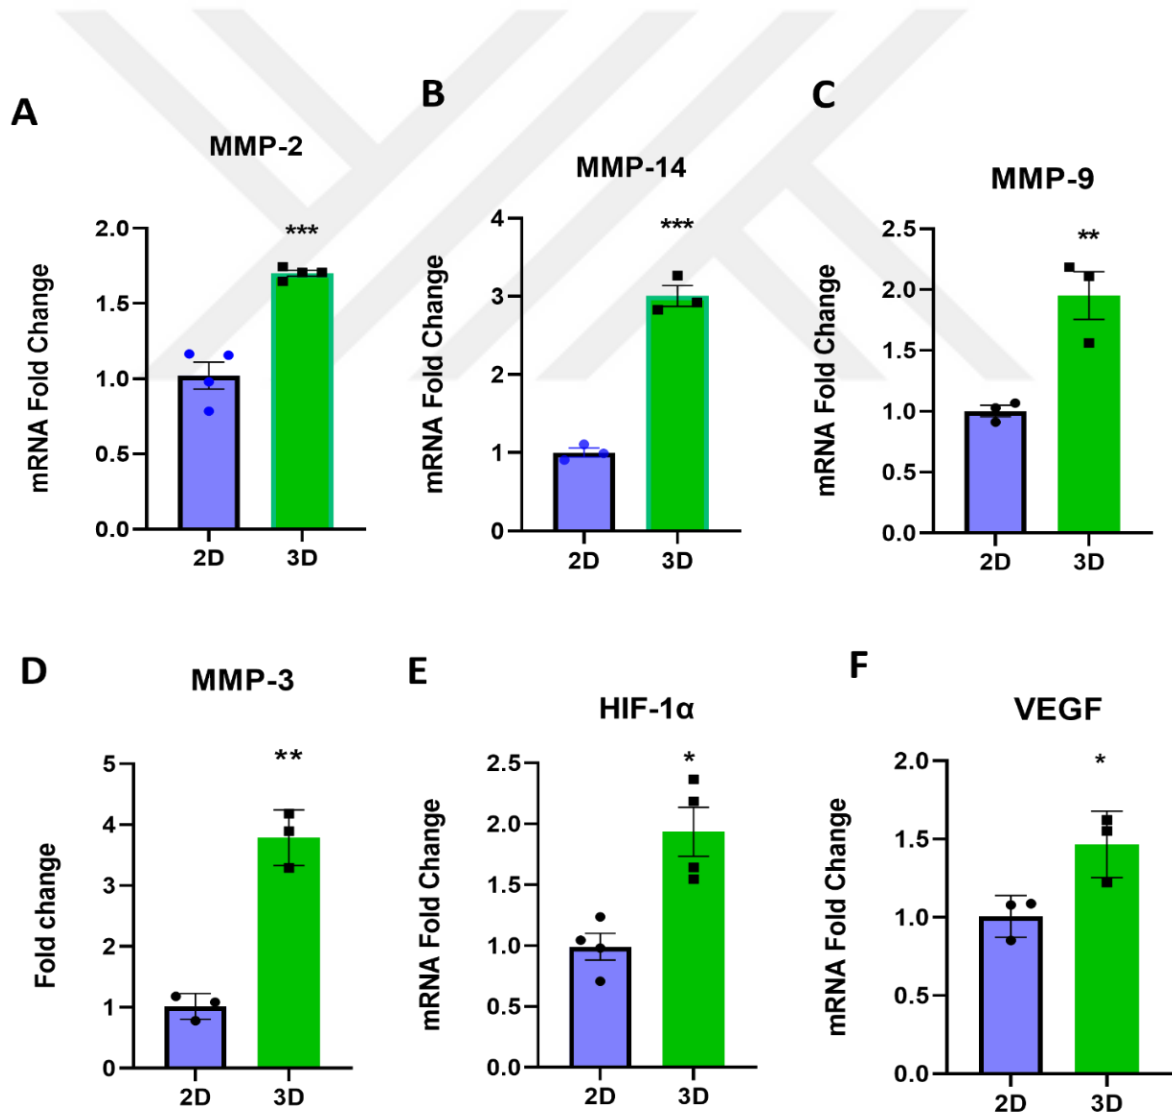 A
MMP-2
mRNA Fold Change
2.0
1.5
1.0
0.5
0.0
***
2D
3D
B
MMP-14
mRNA Fold Change
4
3
2
1
0
***
2D
3D
C
MMP-9
mRNA Fold Change
2.5
2.0
1.5
1.0
0.5
0.0
**
2D
3D
D
MMP-3
Fold change
5
4
3
2
1
0
**
2D
3D
E
HIF-1α
mRNA Fold Change
2.5
2.0
1.5
1.0
0.5
0.0
*
2D
3D
F
VEGF
mRNA Fold Change
2.0
1.5
1.0
0.5
0.0
*
2D
3D